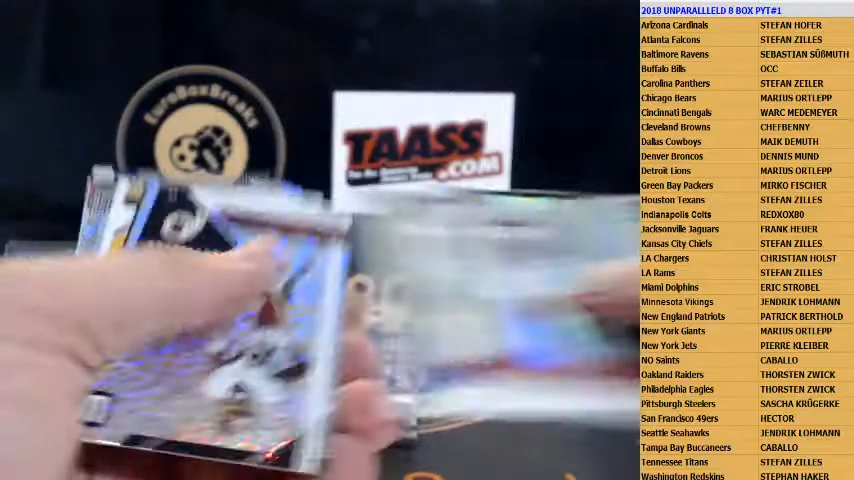 2018 UNPARALLLELD 8 BOX PYT#1
Arizona Cardinals STEFAN HOFER
Atlanta Falcons STEFAN ZILLES
Baltimore Ravens SEBASTIAN SÜßMUTH
Buffalo Bills OCC
Carolina Panthers STEFAN ZEILER
Chicago Bears MARIUS ORTLEPP
Cincinnati Bengals WARC MEDEMEYER
Cleveland Browns CHEFBENNY
Dallas Cowboys MAIK DEMUTH
Denver Broncos DENNIS MUND
Detroit Lions MARIUS ORTLEPP
Green Bay Packers MIRKO FISCHER
Houston Texans STEFAN ZILLES
Indianapolis Colts REDXOX80
Jacksonville Jaguars FRANK HEUER
Kansas City Chiefs STEFAN ZILLES
LA Chargers CHRISTIAN HOLST
LA Rams STEFAN ZILLES
Miami Dolphins ERIC STROBEL
Minnesota Vikings JENDRIK LOHMANN
New England Patriots PATRICK BERTHOLD
New York Giants MARIUS ORTLEPP
New York Jets PIERRE KLEIBER
NO Saints CABALLO
Oakland Raiders THORSTEN ZWICK
Philadelphia Eagles THORSTEN ZWICK
Pittsburgh Steelers SASCHA KRÜGERKE
San Francisco 49ers HECTOR
Seattle Seahawks JENDRIK LOHMANN
Tampa Bay Buccaneers CABALLO
Tennessee Titans STEFAN ZILLES
Washington Redskins STEPHAN HAKER
EuroBoxBreaks
TAASS
.COM